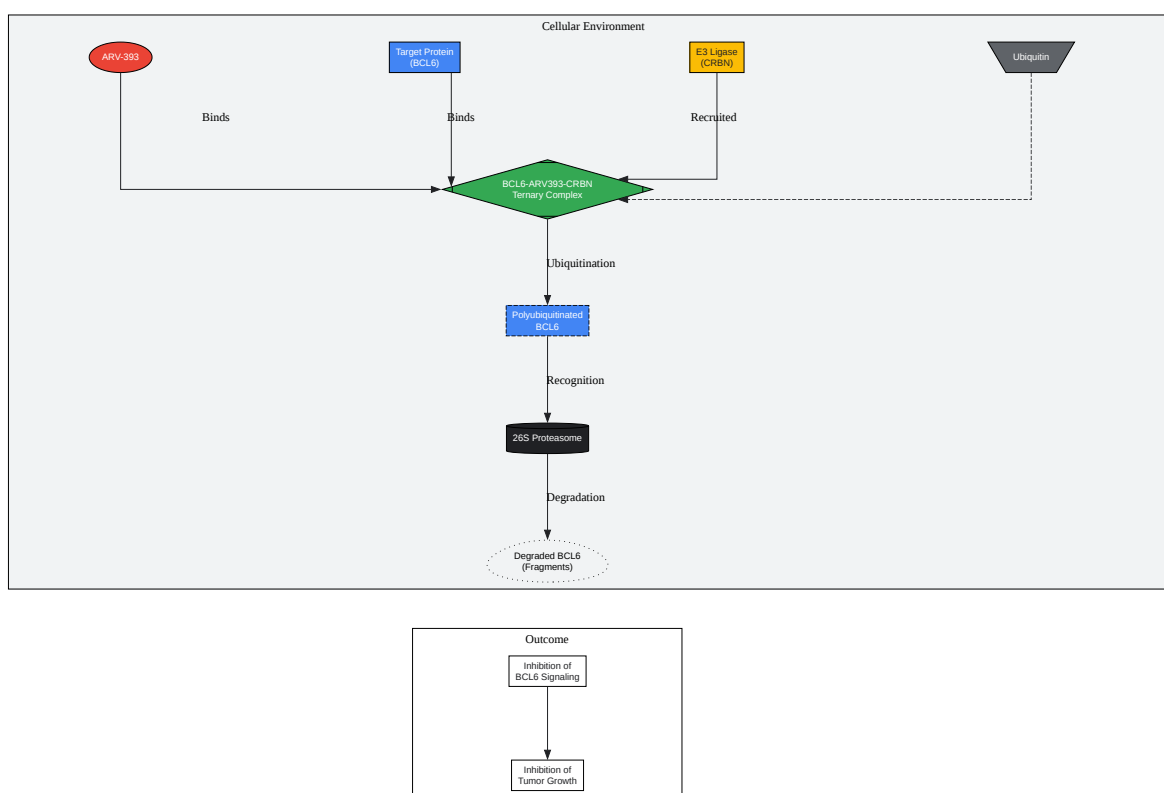 Cellular Environment
ARV-393
Target Protein
(BCL6)
E3 Ligase
(CRBN)
Ubiquitin
Binds
Binds
Recruited
BCL6-ARV393-CRBN
Ternary Complex
Ubiquitination
Polyubiquitinated
BCL6
Recognition
26S Proteasome
Degradation
Degraded BCL6
(Fragments)
Outcome
Inhibition of
BCL6 Signaling
Inhibition of
Tumor Growth